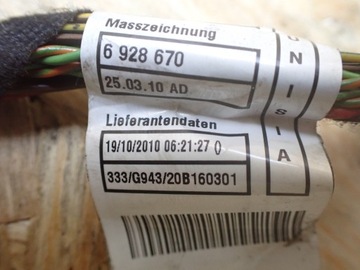 Masszeichnung
6 928 670
25.03.10 AD
Lieferantendaten
19/10/2010 06:21:27 ()
333/G943/20B160301
G N I S I A